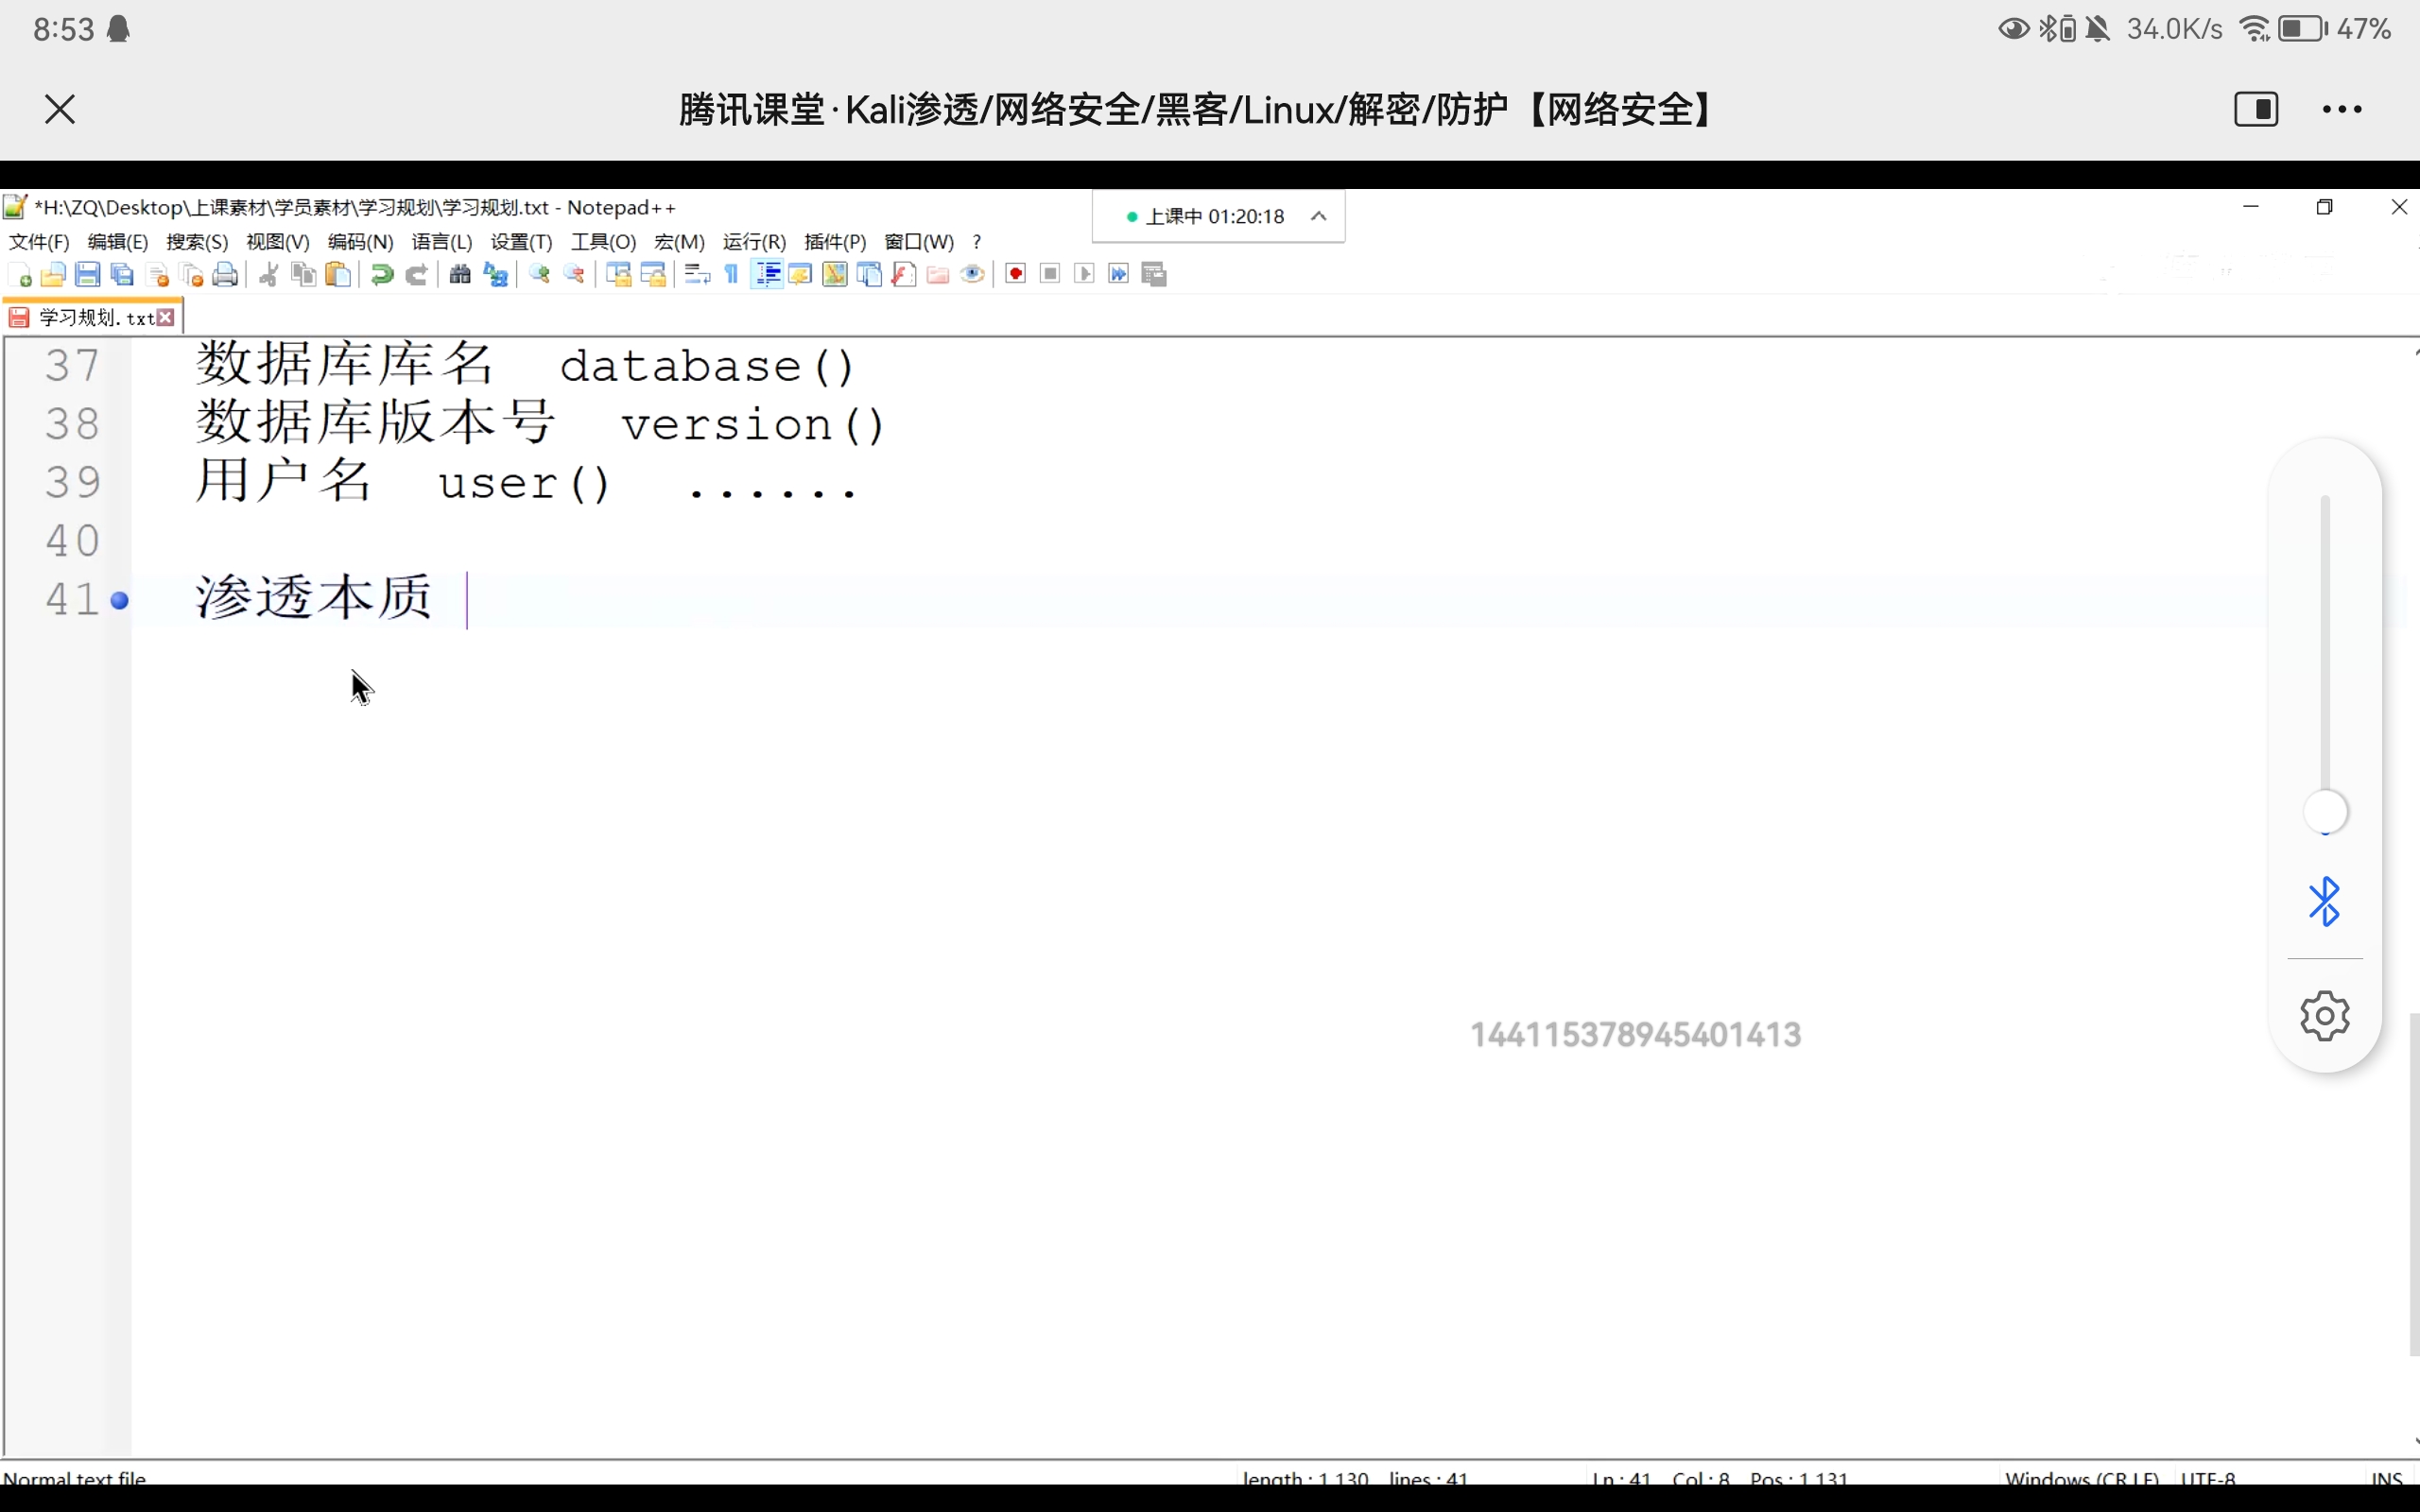 8:53 34.0K/s 47%
腾讯课堂·Kali渗透/网络安全/黑客/Linux/解密/防护【网络安全】
*H:\ZQ\Desktop\上课素材\学员素材\学习规划\学习规划.txt - Notepad++
上课中 01:20:18
文件(F) 编辑(E) 搜索(S) 视图(V) 编码(N) 语言(L) 设置(T) 工具(O) 宏(M) 运行(R) 插件(P) 窗口(W) ?
学习规划.txt
37 数据库库名 database()
38 数据库版本号 version()
39 用户名 user() ......
40
41 渗透本质
144115378945401413
Normal text file length : 1,130 lines : 41 Ln : 41 Col : 8 Pos : 1,131 Windows (CR LF) UTF-8 INS